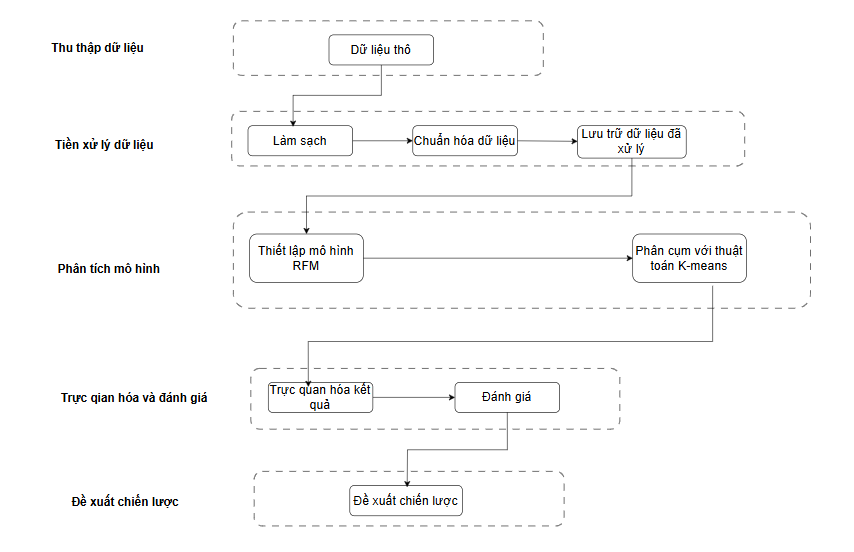 Thu thập dữ liệu
Dữ liệu thô
Tiền xử lý dữ liệu
Làm sạch
Chuẩn hóa dữ liệu
Lưu trữ dữ liệu đã
xử lý
Phân tích mô hình
Thiết lập mô hình
RFM
Phân cụm với thuật
toán K-means
Trực qian hóa và đánh giá
Trực quan hóa kết
quả
Đánh giá
Đề xuất chiến lược
Đề xuất chiến lược